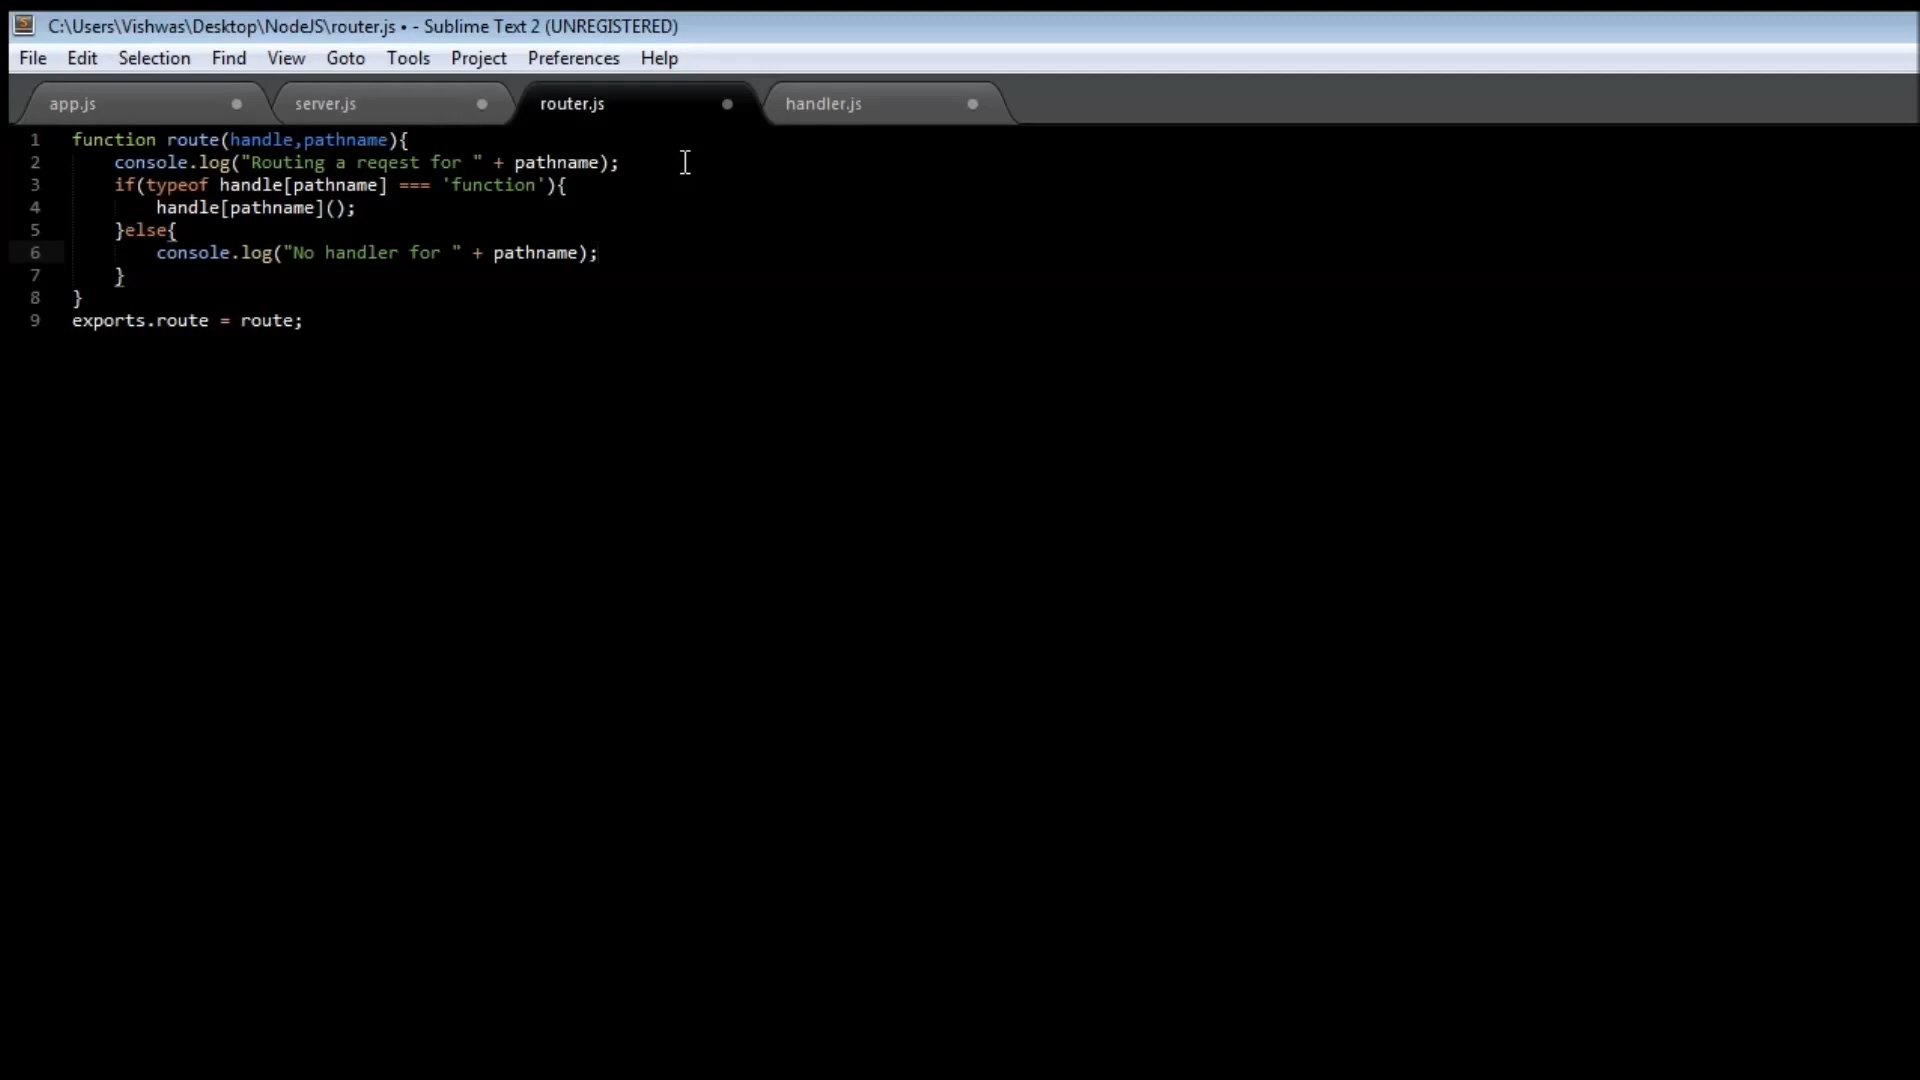 C:\Users\Vishwas\Desktop\NodeJS\router.js • - Sublime Text 2 (UNREGISTERED)
File Edit Selection Find View Goto Tools Project Preferences Help
app.js server.js router.js handler.js
1 function route(handle,pathname){
2 console.log("Routing a reqest for " + pathname);
3 if(typeof handle[pathname] === 'function'){
4 handle[pathname]();
5 }else{
6 console.log("No handler for " + pathname);
7 }
8 }
9 exports.route = route;